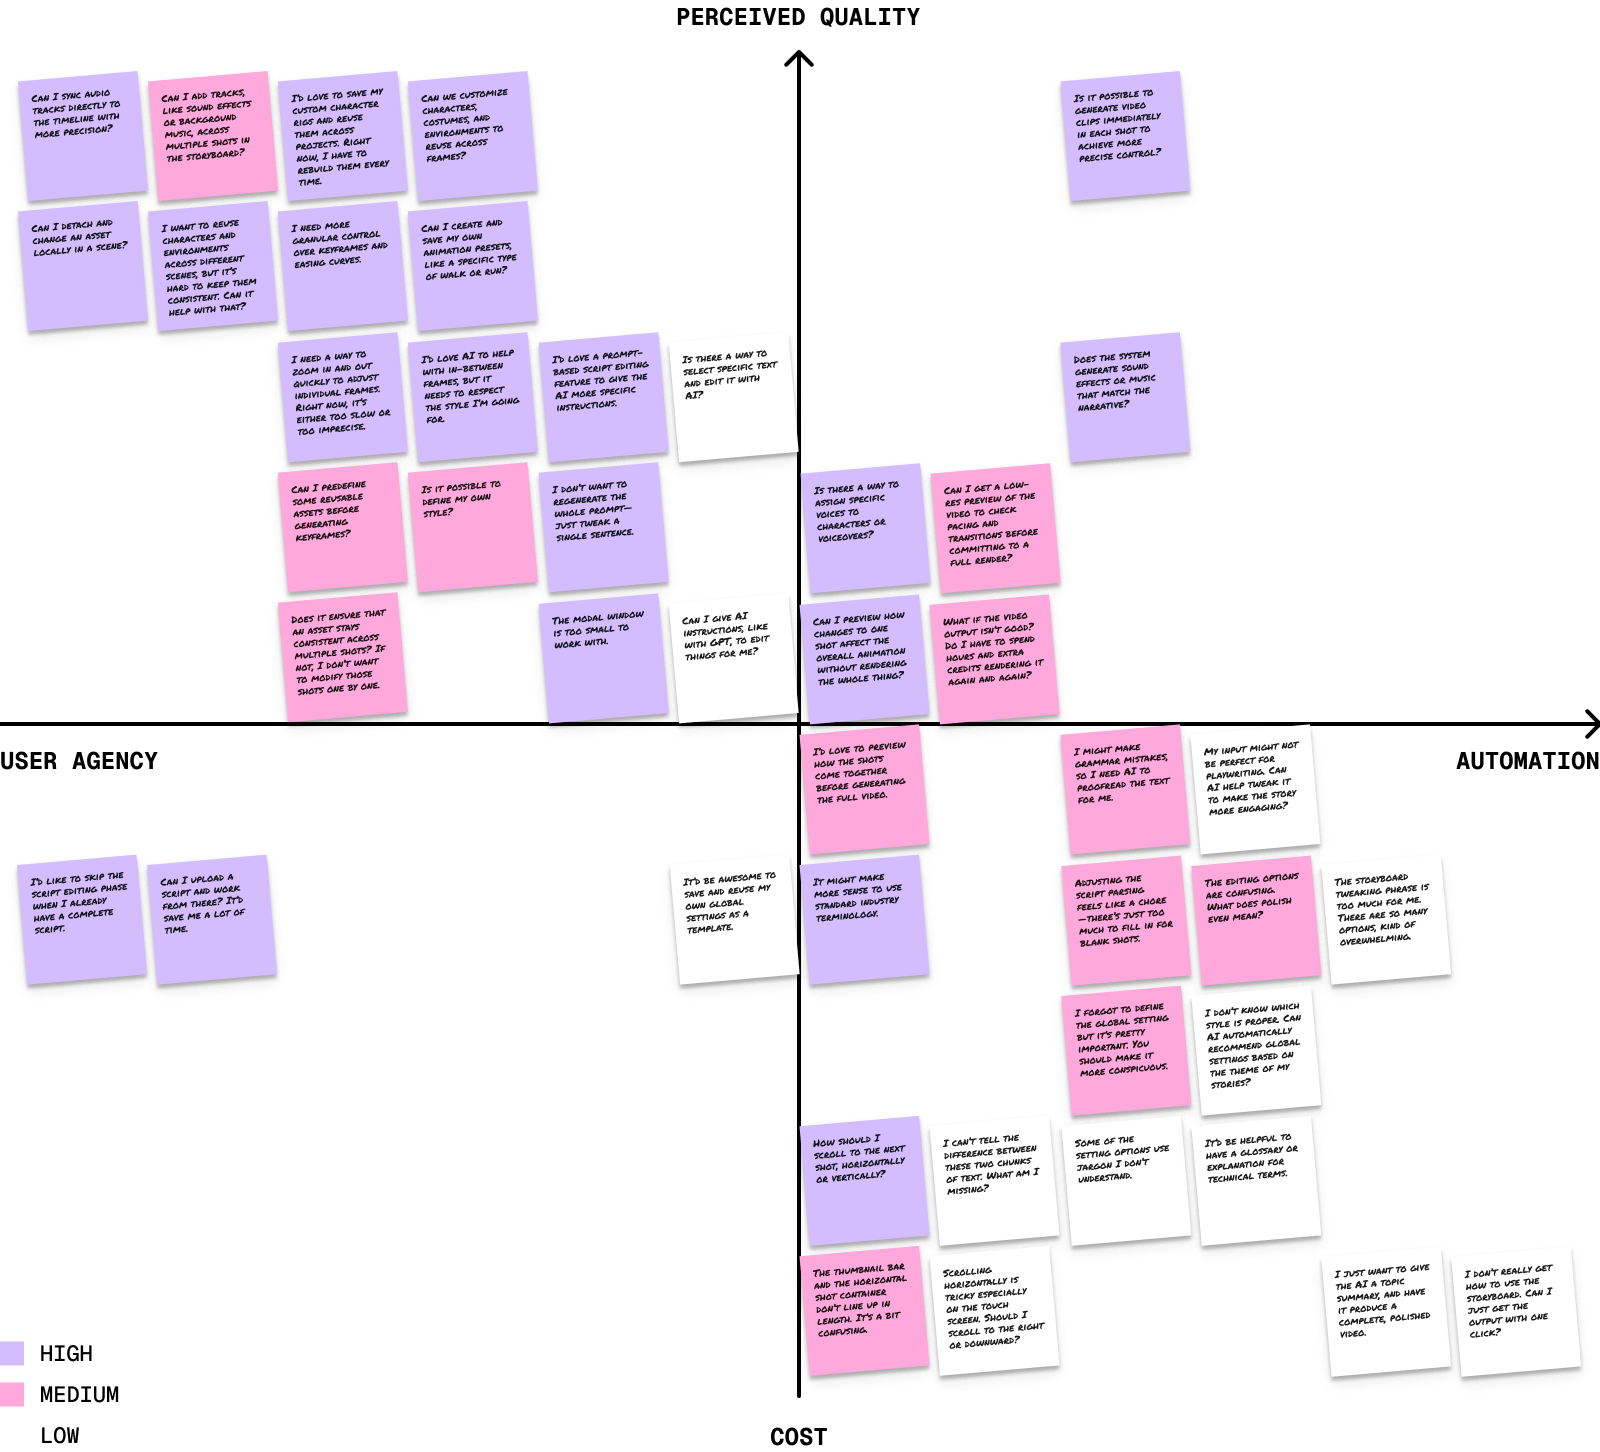 PERCEIVED QUALITY
CAN I SYNC AUDIO
TRACKS DIRECTLY TO
THE TIMELINE WITH
MORE PRECISION?
CAN I ADD TRACKS,
LIKE SOUND EFFECTS
OR BACKGROUND
MUSIC, ACROSS
MULTIPLE SHOTS IN
THE STORYBOARD?
I'D LOVE TO SAVE MY
CUSTOM CHARACTER
RIGS AND REUSE
THEM ACROSS
PROJECTS. RIGHT
NOW, I HAVE TO
REBUILD THEM EVERY
TIME.
CAN WE CUSTOMIZE
CHARACTERS,
COSTUMES, AND
ENVIRONMENTS TO
REUSE ACROSS
FRAMES?
IS IT POSSIBLE TO
GENERATE VIDEO
CLIPS IMMEDIATELY
IN EACH SHOT TO
ACHIEVE MORE
PRECISE CONTROL?
CAN I DETACH AND
CHANGE AN ASSET
LOCALLY IN A SCENE?
I WANT TO REUSE
CHARACTERS AND
ENVIRONMENTS
ACROSS DIFFERENT
SCENES, BUT IT'S
HARD TO KEEP THEM
CONSISTENT. CAN IT
HELP WITH THAT?
I NEED MORE
GRANULAR CONTROL
OVER KEYFRAMES AND
EASING CURVES.
CAN I CREATE AND
SAVE MY OWN
ANIMATION PRESETS,
LIKE A SPECIFIC TYPE
OF WALK OR RUN?
I NEED A WAY TO
ZOOM IN AND OUT
QUICKLY TO ADJUST
INDIVIDUAL FRAMES.
RIGHT NOW, IT'S
EITHER TOO SLOW OR
TOO IMPRECISE.
I'D LOVE AI TO HELP
WITH IN-BETWEEN
FRAMES, BUT IT
NEEDS TO RESPECT
THE STYLE I'M GOING
FOR.
I'D LOVE A PROMPT-
BASED SCRIPT EDITING
FEATURE TO GIVE THE
AI MORE SPECIFIC
INSTRUCTIONS.
IS THERE A WAY TO
SELECT SPECIFIC TEXT
AND EDIT IT WITH
AI?
DOES THE SYSTEM
GENERATE SOUND
EFFECTS OR MUSIC
THAT MATCH THE
NARRATIVE?
CAN I PREDEFINE
SOME REUSABLE
ASSETS BEFORE
GENERATING
KEYFRAMES?
IS IT POSSIBLE TO
DEFINE MY OWN
STYLE?
I DON'T WANT TO
REGENERATE THE
WHOLE PROMPT—
JUST TWEAK A
SINGLE SENTENCE.
IS THERE A WAY TO
ASSIGN SPECIFIC
VOICES TO
CHARACTERS OR
VOICEOVERS?
CAN I GET A LOW-
RES PREVIEW OF THE
VIDEO TO CHECK
PACING AND
TRANSITIONS BEFORE
COMMITTING TO A
FULL RENDER?
DOES IT ENSURE THAT
AN ASSET STAYS
CONSISTENT ACROSS
MULTIPLE SHOTS? IF
NOT, I DON'T WANT
TO MODIFY THOSE
SHOTS ONE BY ONE.
THE MODAL WINDOW
IS TOO SMALL TO
WORK WITH.
CAN I GIVE AI
INSTRUCTIONS, LIKE
WITH GPT, TO EDIT
THINGS FOR ME?
CAN I PREVIEW HOW
CHANGES TO ONE
SHOT AFFECT THE
OVERALL ANIMATION
WITHOUT RENDERING
THE WHOLE THING?
WHAT IF THE VIDEO
OUTPUT ISN'T GOOD?
DO I HAVE TO SPEND
HOURS AND EXTRA
CREDITS RENDERING IT
AGAIN AND AGAIN?
USER AGENCY
AUTOMATION
I'D LOVE TO PREVIEW
HOW THE SHOTS
COME TOGETHER
BEFORE GENERATING
THE FULL VIDEO.
I MIGHT MAKE
GRAMMAR MISTAKES,
SO I NEED AI TO
PROOFREAD THE TEXT
FOR ME.
MY INPUT MIGHT NOT
BE PERFECT FOR
PLAYWRITING. CAN
AI HELP TWEAK IT
TO MAKE THE STORY
MORE ENGAGING?
I'D LIKE TO SKIP THE
SCRIPT EDITING PHASE
WHEN I ALREADY
HAVE A COMPLETE
SCRIPT.
CAN I UPLOAD A
SCRIPT AND WORK
FROM THERE? IT'D
SAVE ME A LOT OF
TIME.
IT'D BE AWESOME TO
SAVE AND REUSE MY
OWN GLOBAL
SETTINGS AS A
TEMPLATE.
IT MIGHT MAKE
MORE SENSE TO USE
STANDARD INDUSTRY
TERMINOLOGY.
ADJUSTING THE
SCRIPT PARSING
FEELS LIKE A CHORE
—THERE'S JUST TOO
MUCH TO FILL IN FOR
BLANK SHOTS.
THE EDITING OPTIONS
ARE CONFUSING.
WHAT DOES POLISH
EVEN MEAN?
THE STORYBOARD
TWEAKING PHRASE IS
TOO MUCH FOR ME.
THERE ARE SO MANY
OPTIONS, KIND OF
OVERWHELMING.
I FORGOT TO DEFINE
THE GLOBAL SETTING
BUT IT'S PRETTY
IMPORTANT. YOU
SHOULD MAKE IT
MORE CONSPICUOUS.
I DON'T KNOW WHICH
STYLE IS PROPER. CAN
AI AUTOMATICALLY
RECOMMEND GLOBAL
SETTINGS BASED ON
THE THEME OF MY
STORIES?
HOW SHOULD I
SCROLL TO THE NEXT
SHOT, HORIZONTALLY
OR VERTICALLY?
I CAN'T TELL THE
DIFFERENCE BETWEEN
THESE TWO CHUNKS
OF TEXT. WHAT AM I
MISSING?
SOME OF THE
SETTING OPTIONS USE
JARGON I DON'T
UNDERSTAND.
IT'D BE HELPFUL TO
HAVE A GLOSSARY OR
EXPLANATION FOR
TECHNICAL TERMS.
THE THUMBNAIL BAR
AND THE HORIZONTAL
SHOT CONTAINER
DON'T LINE UP IN
LENGTH. IT'S A BIT
CONFUSING.
SCROLLING
HORIZONTALLY IS
TRICKY ESPECIALLY
ON THE TOUCH
SCREEN. SHOULD I
SCROLL TO THE RIGHT
OR DOWNWARD?
I JUST WANT TO GIVE
THE AI A TOPIC
SUMMARY, AND HAVE
IT PRODUCE A
COMPLETE, POLISHED
VIDEO.
I DON'T REALLY GET
HOW TO USE THE
STORYBOARD. CAN I
JUST GET THE
OUTPUT WITH ONE
CLICK?
HIGH
MEDIUM
LOW
COST